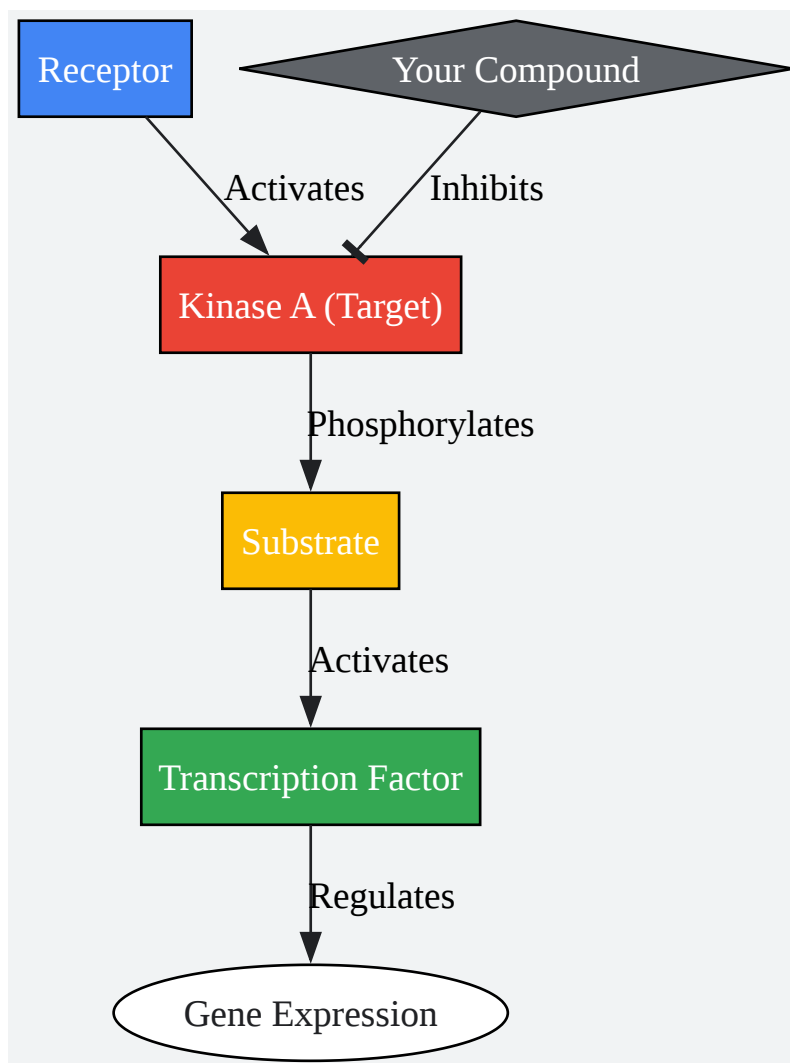 Receptor
Your Compound
Activates
Inhibits
Kinase A (Target)
Phosphorylates
Substrate
Activates
Transcription Factor
Regulates
Gene Expression